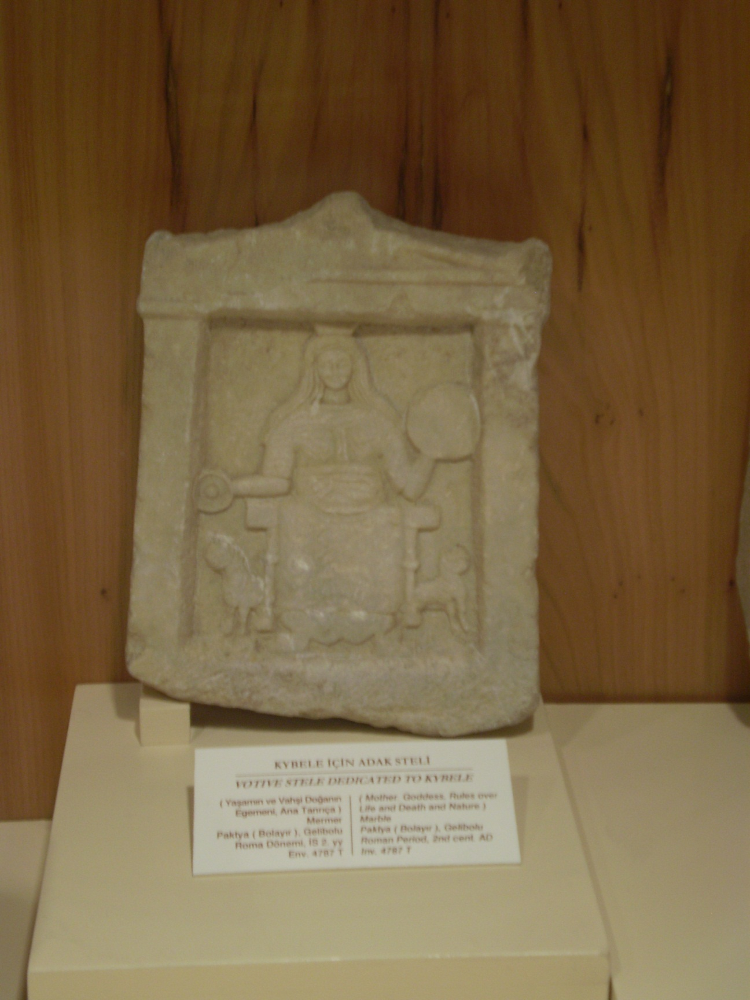 KYBELE İÇİN ADAK STELİ
VOTIVE STELE DEDICATED TO KYBELE
( Yaşamın ve Vahşi Doğanın
Egemeni, Ana Tanrıça )
Mermer
Paktya ( Bolayır ), Gelibolu
Roma Dönemi, İS 2. yy
Env. 4787 T
( Mother Goddess, Rules over
Life and Death and Nature )
Marble
Paktya ( Bolayır ), Gelibolu
Roman Period, 2nd cent. AD
Inv. 4787 T